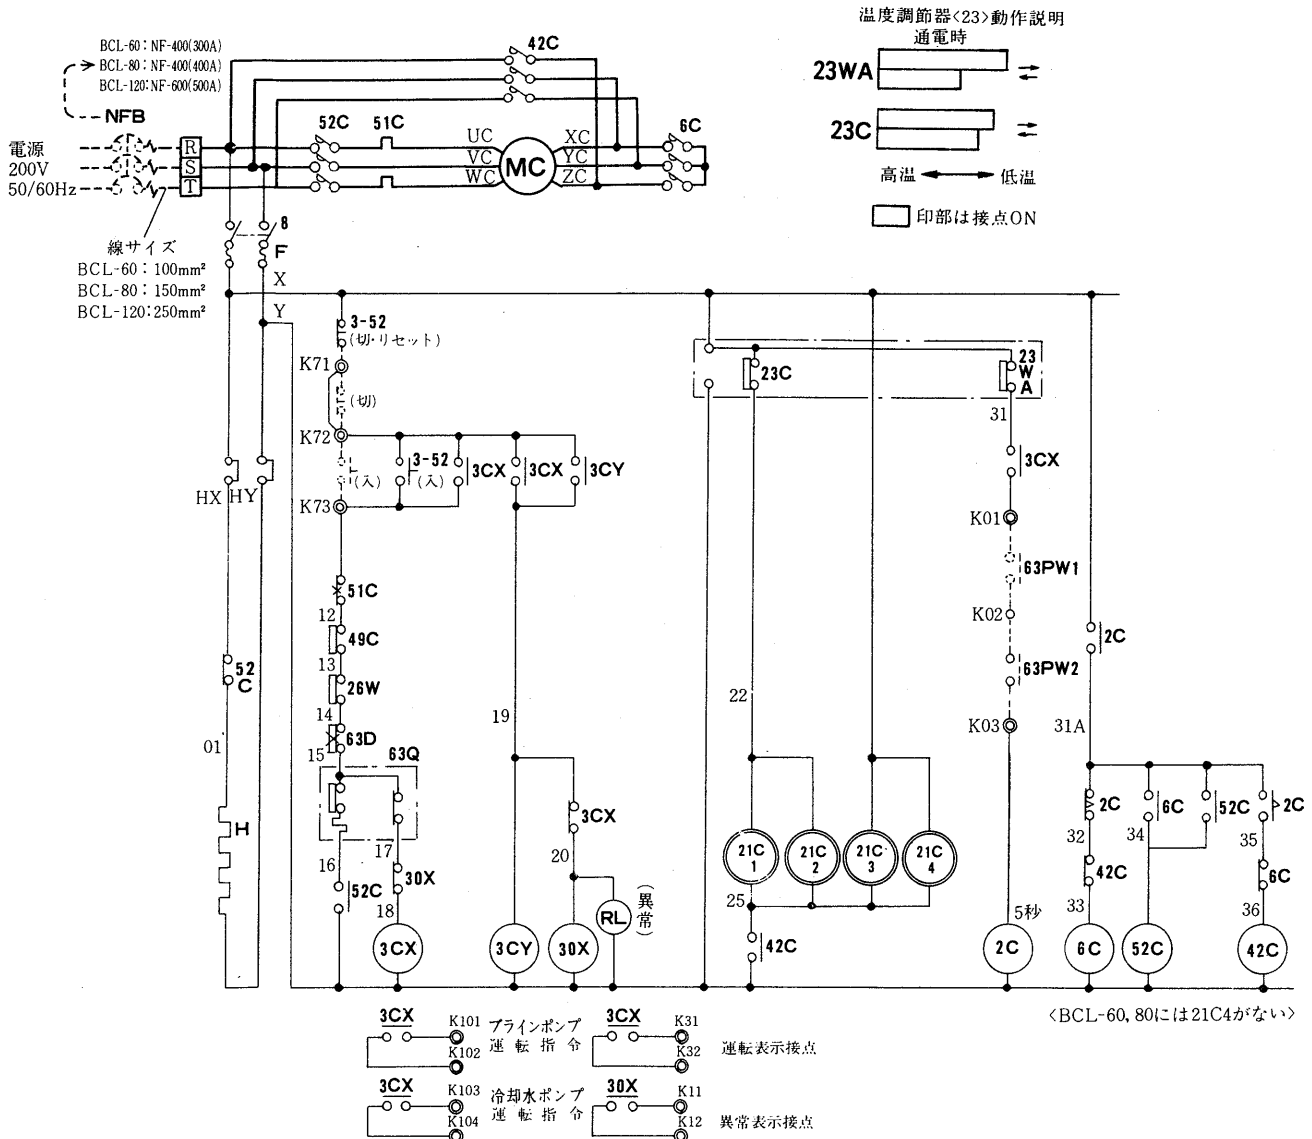 BCL-60：NF-400(300A)
BCL-80：NF-400(400A)
BCL-120：NF-600(500A)
NFB
電源
200V
50/60Hz
R
S
T
線サイズ
BCL-60：100mm²
BCL-80：150mm²
BCL-120：250mm²
42C
52C
51C
UC
VC
WC
MC
XC
YC
ZC
6C
温度調節器<23>動作説明
通電時
23WA
23C
高温
低温
印部は接点ON
8
F
X
Y
3-52
(切・リセット)
K71
(切)
K72
(入)
3-52
(入)
3CX
3CX
3CY
K73
HX
HY
51C
12
49C
13
26W
14
63D
15
63Q
16
17
52C
30X
18
3CX
52
C
01
H
19
3CX
20
RL
(異常)
3CY
30X
23C
23
W
A
31
3CX
K01
63PW1
K02
63PW2
K03
22
21C
1
21C
2
21C
3
21C
4
25
42C
5秒
2C
2C
31A
2C
32
42C
33
6C
6C
34
52C
52C
2C
35
6C
36
42C
<BCL-60, 80には21C4がない>
3CX
K101
K102
ブラインポンプ
運転指令
3CX
K31
K32
運転表示接点
3CX
K103
K104
冷却水ポンプ
運転指令
30X
K11
K12
異常表示接点